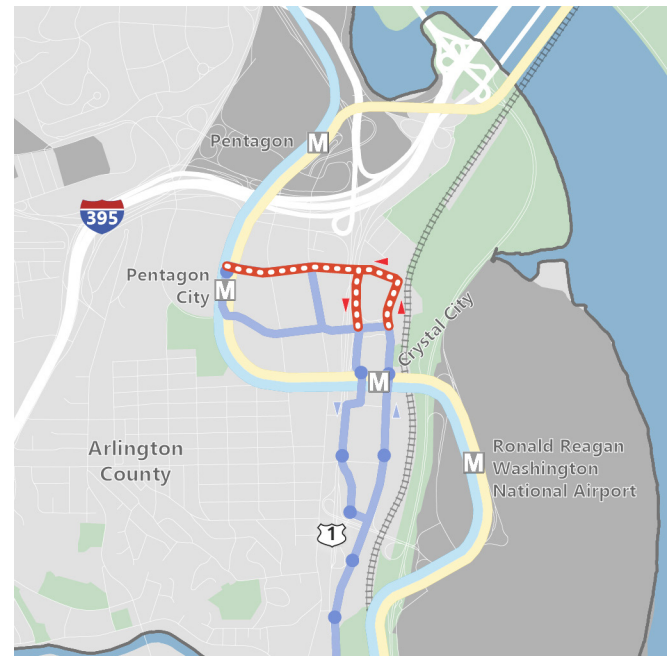 Pentagon
M
395
Pentagon
City
M
Crystal City
M
Arlington
County
Ronald Reagan
Washington
National Airport
M
1